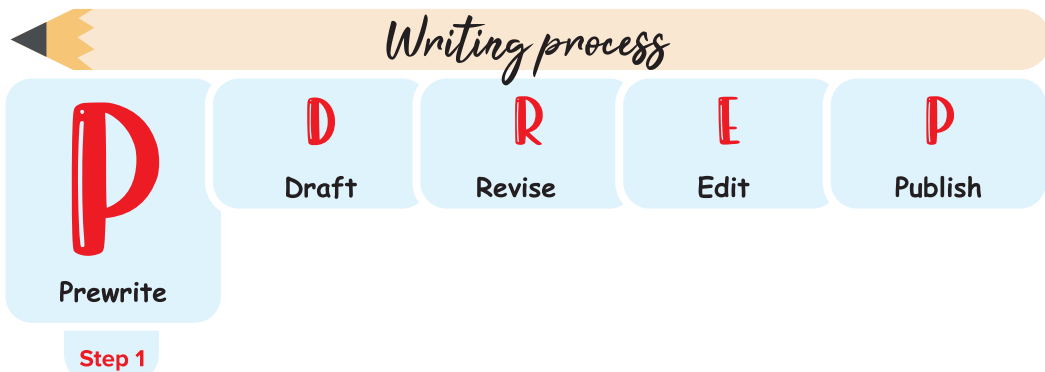 Writing process
P
Prewrite
Step 1
D
Draft
R
Revise
E
Edit
P
Publish